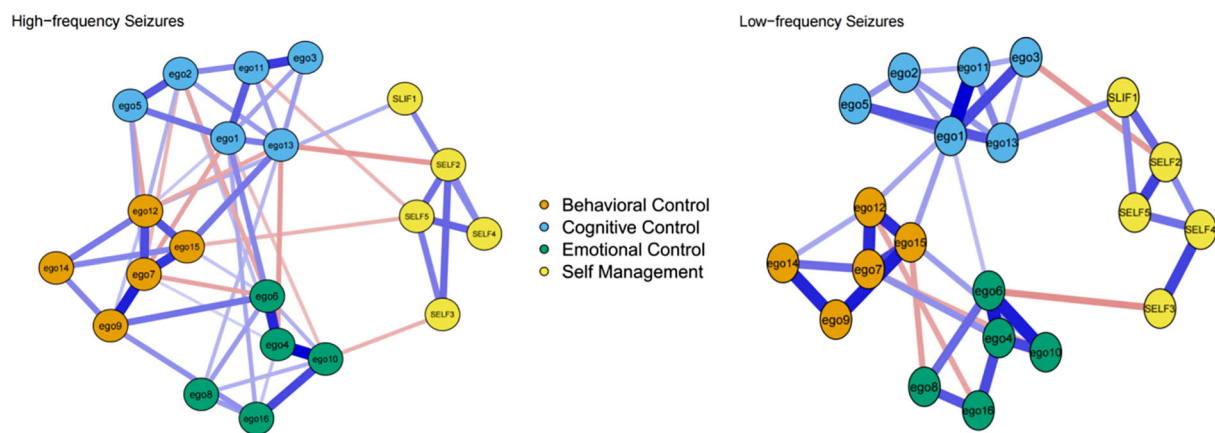 High-frequency Seizures
ego2
ego11
ego3
ego5
ego1
ego13
SLIF1
SELF2
SELF5
SELF4
ego12
ego15
ego14
ego7
ego9
ego6
ego4
ego10
SELF3
ego8
ego16
Behavioral Control
Cognitive Control
Emotional Control
Self Management
Low-frequency Seizures
ego2
ego11
ego3
ego5
ego1
ego13
SLIF1
SELF2
SELF5
SELF4
ego12
ego15
ego14
ego7
ego9
ego6
SELF3
ego4
ego10
ego8
ego16